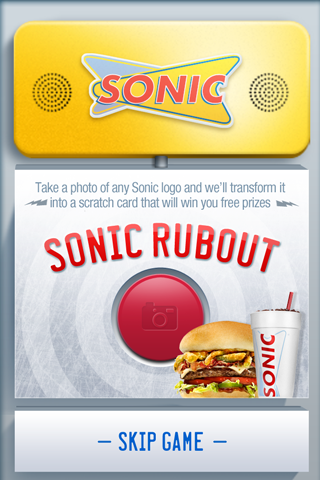 SONIC
Take a photo of any Sonic logo and we'll transform it
into a scratch card that will win you free prizes
SONIC RUBOUT
SONIC
– SKIP GAME –